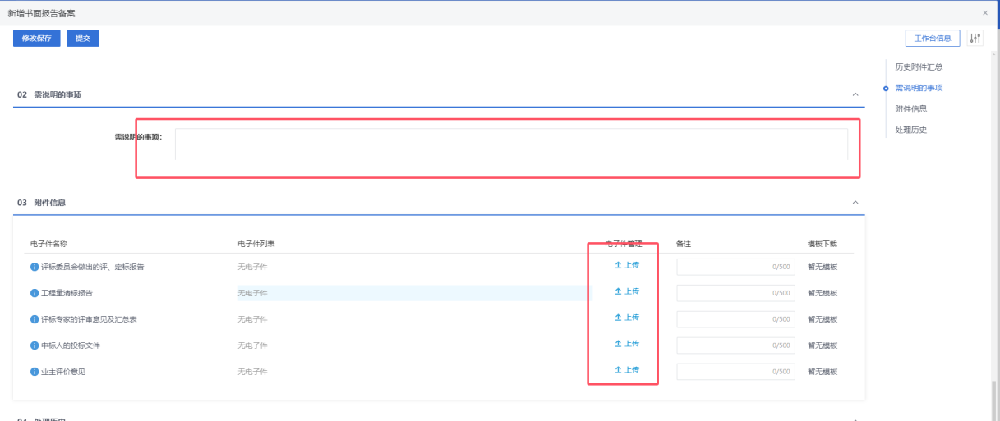 新增书面报告备案 ×
修改保存 提交 工作台信息
历史附件汇总
02 需说明的事项
需说明的事项
附件信息
处理历史
需说明的事项:
03 附件信息
电子件名称 电子件列表 电子件管理 备注 模板下载
评标委员会做出的评、定标报告 无电子件 上传 0/500 暂无模板
工程量清标报告 无电子件 上传 0/500 暂无模板
评标专家的评审意见及汇总表 无电子件 上传 0/500 暂无模板
中标人的投标文件 无电子件 上传 0/500 暂无模板
业主评价意见 无电子件 上传 0/500 暂无模板
04 处理历史